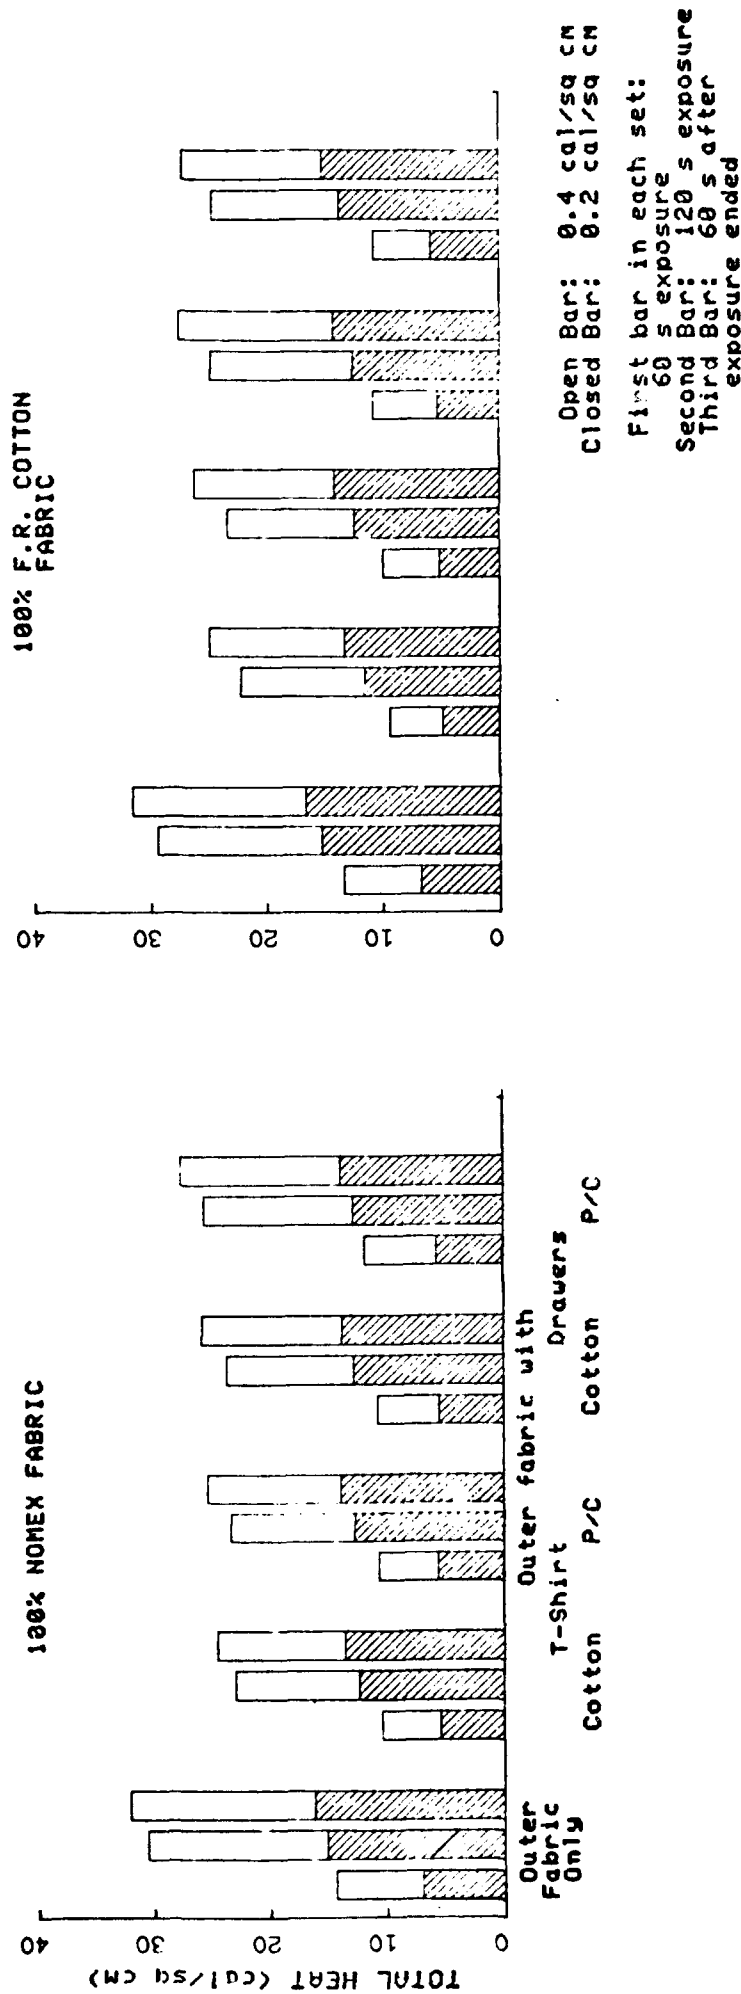 100% NOMEX FABRIC
TOTAL HEAT (cal/sq cm)
40
30
20
10
0
Outer
Fabric
Only
Outer fabric with
T-Shirt
Drawers
Cotton
P/C
Cotton
P/C
100% F.R. COTTON
FABRIC
40
30
20
10
0
Open Bar: 0.4 cal/sq cm
Closed Bar: 0.2 cal/sq cm
First bar in each set:
60 s exposure
Second Bar: 120 s exposure
Third Bar: 60 s after
exposure ended